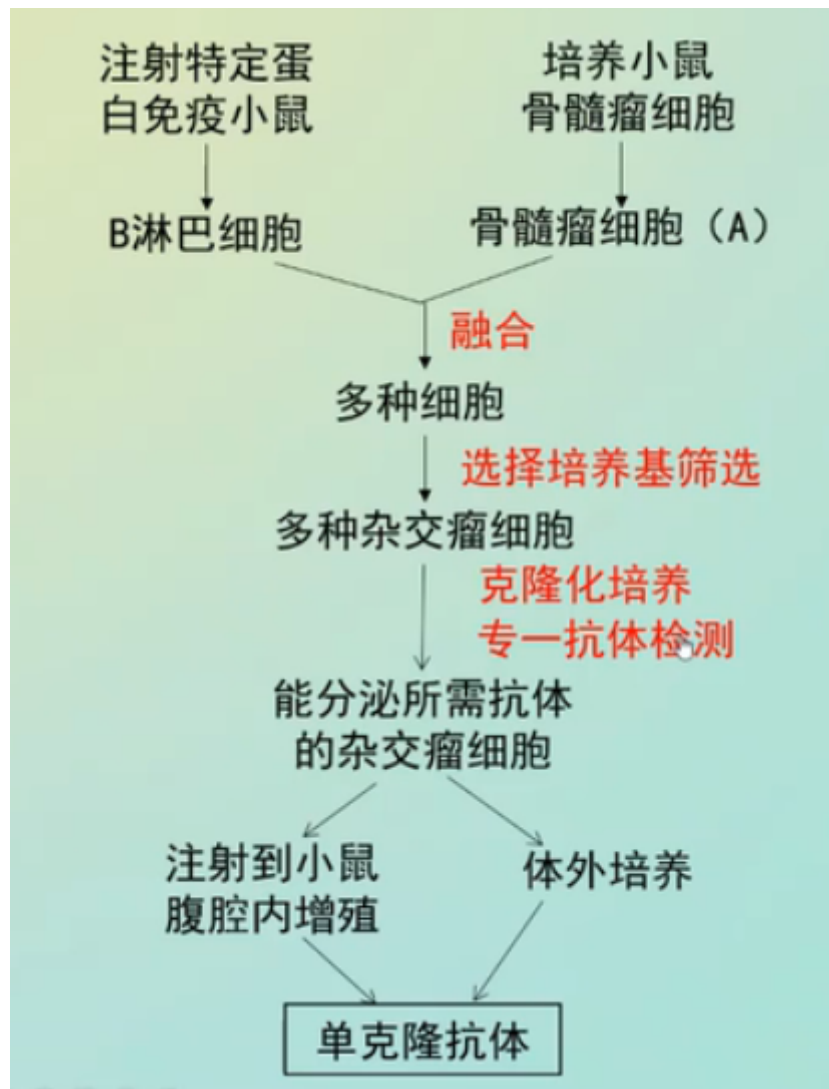 注射特定蛋
白免疫小鼠
培养小鼠
骨髓瘤细胞
B淋巴细胞
骨髓瘤细胞（A）
融合
多种细胞
选择培养基筛选
多种杂交瘤细胞
克隆化培养
专一抗体检测
能分泌所需抗体
的杂交瘤细胞
注射到小鼠
腹腔内增殖
体外培养
单克隆抗体